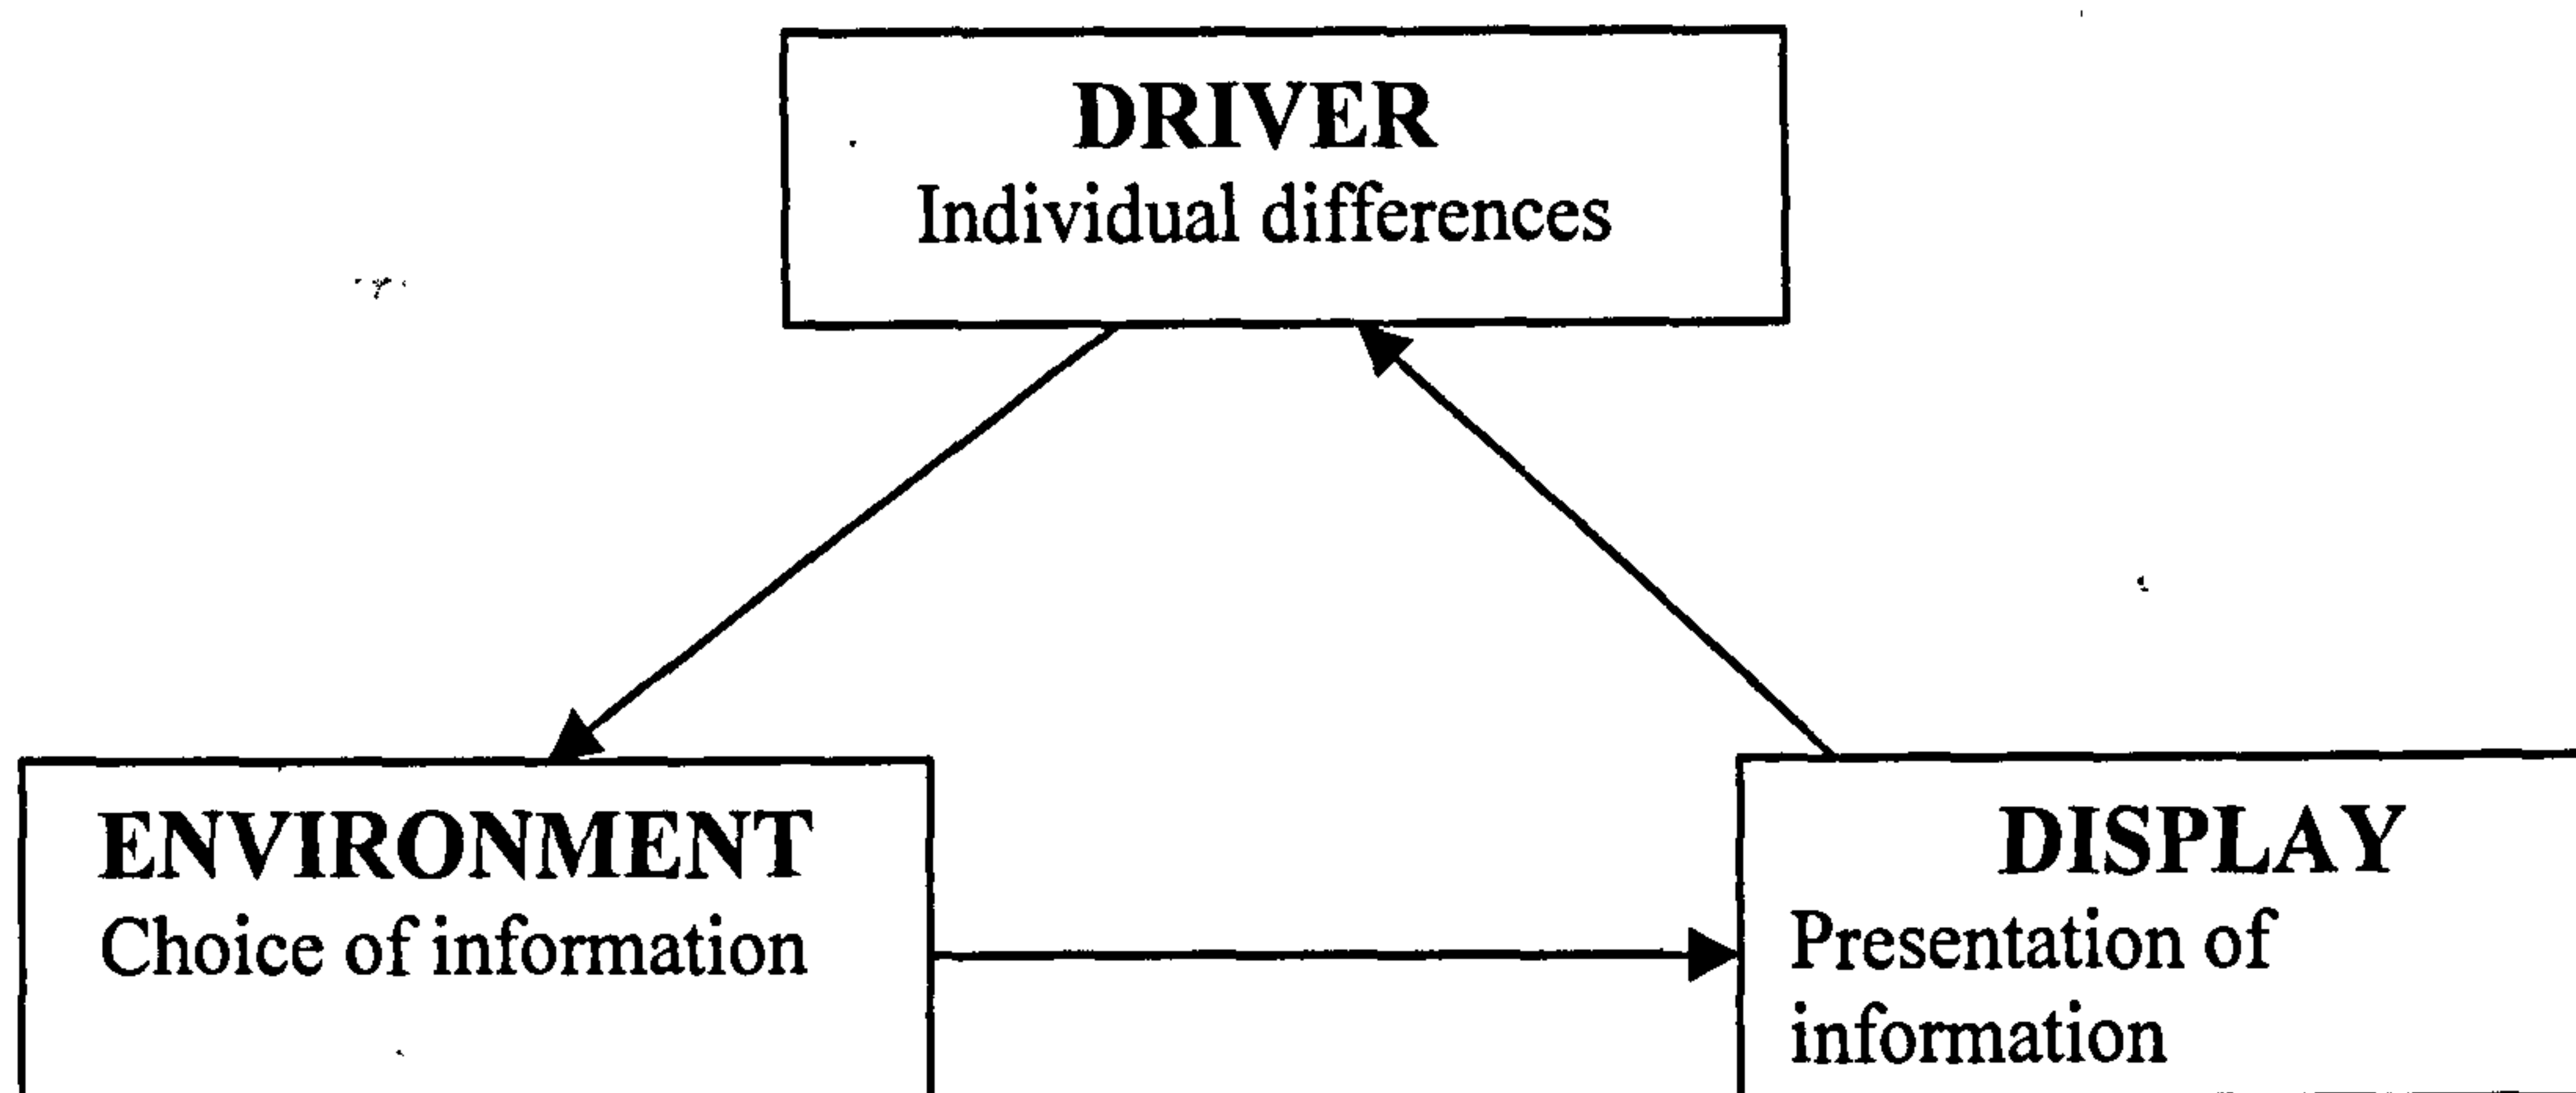 DRIVER
Individual differences
ENVIRONMENT
Choice of information
DISPLAY
Presentation of
information